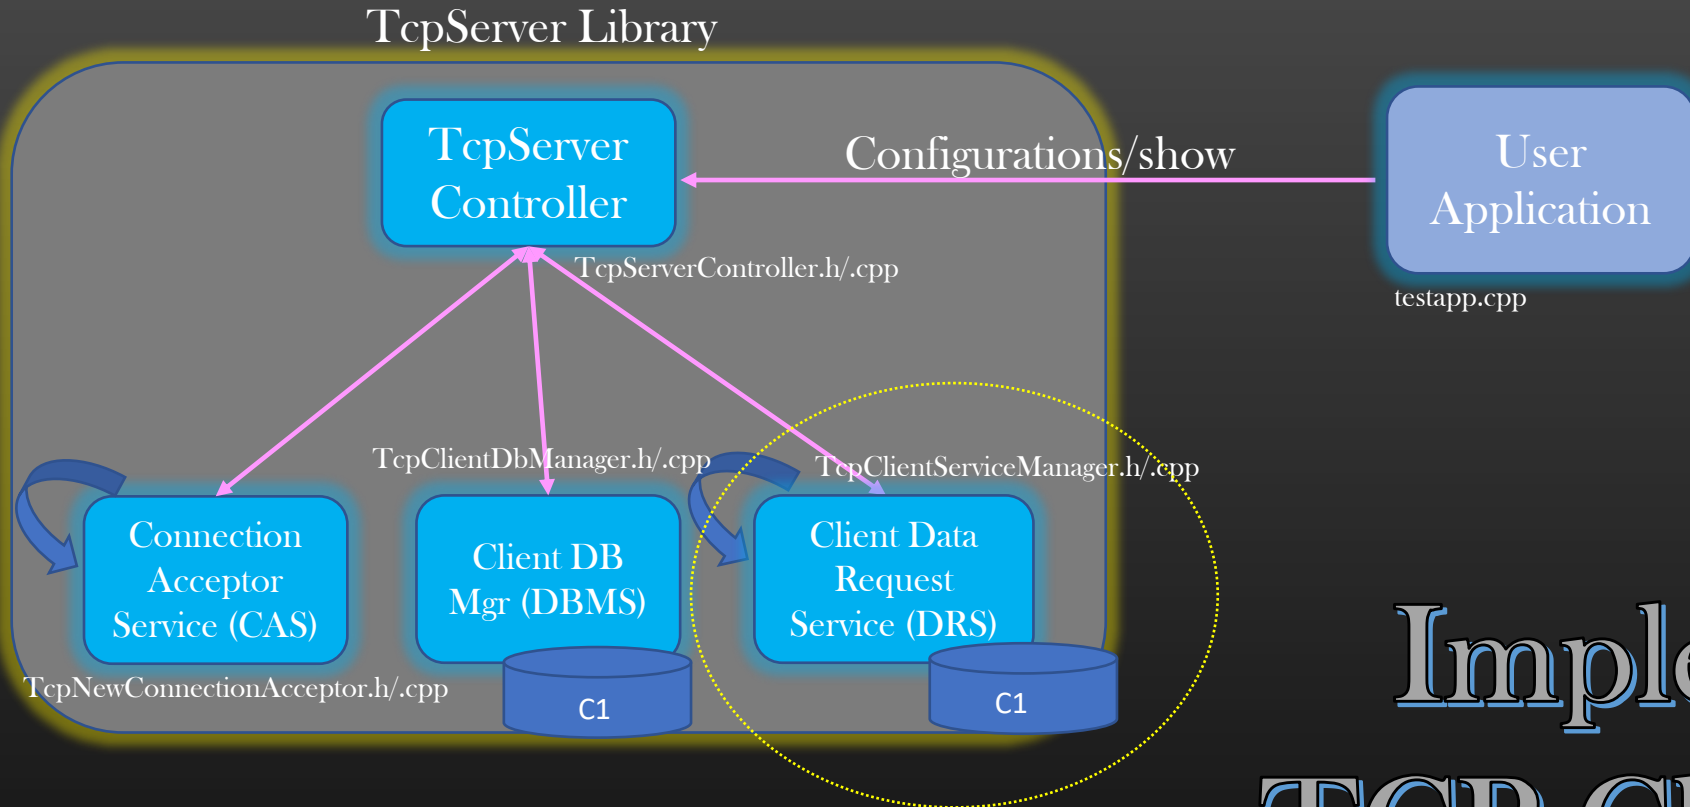 TcpServer Library
TcpServer
Controller
Configurations/show
User
Application
TcpServerController.h/.cpp
testapp.cpp
TcpClientDbManager.h/.cpp
TcpClientServiceManager.h/.cpp
Connection
Acceptor
Service (CAS)
Client DB
Mgr (DBMS)
Client Data
Request
Service (DRS)
TcpNewConnectionAcceptor.h/.cpp
C1
C1